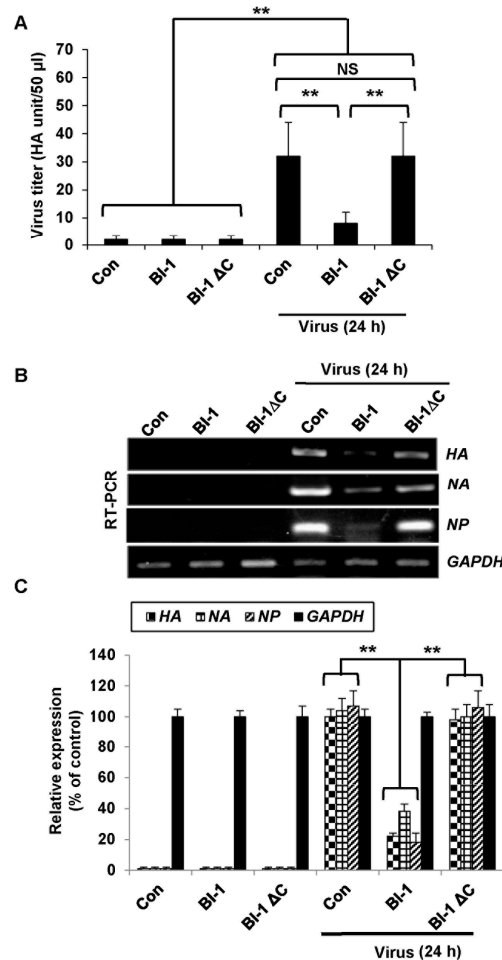 A
**
NS
** **
Virus titer (HA unit/50 µl)
70
60
50
40
30
20
10
0
Con BI-1 BI-1 ΔC Con BI-1 BI-1 ΔC
Virus (24 h)
B
Virus (24 h)
Con BI-1 BI-1ΔC Con BI-1 BI-1ΔC
RT-PCR
HA
NA
NP
GAPDH
C
HA NA NP GAPDH
** **
Relative expression
(% of control)
140
120
100
80
60
40
20
0
Con BI-1 BI-1 ΔC Con BI-1 BI-1 ΔC
Virus (24 h)